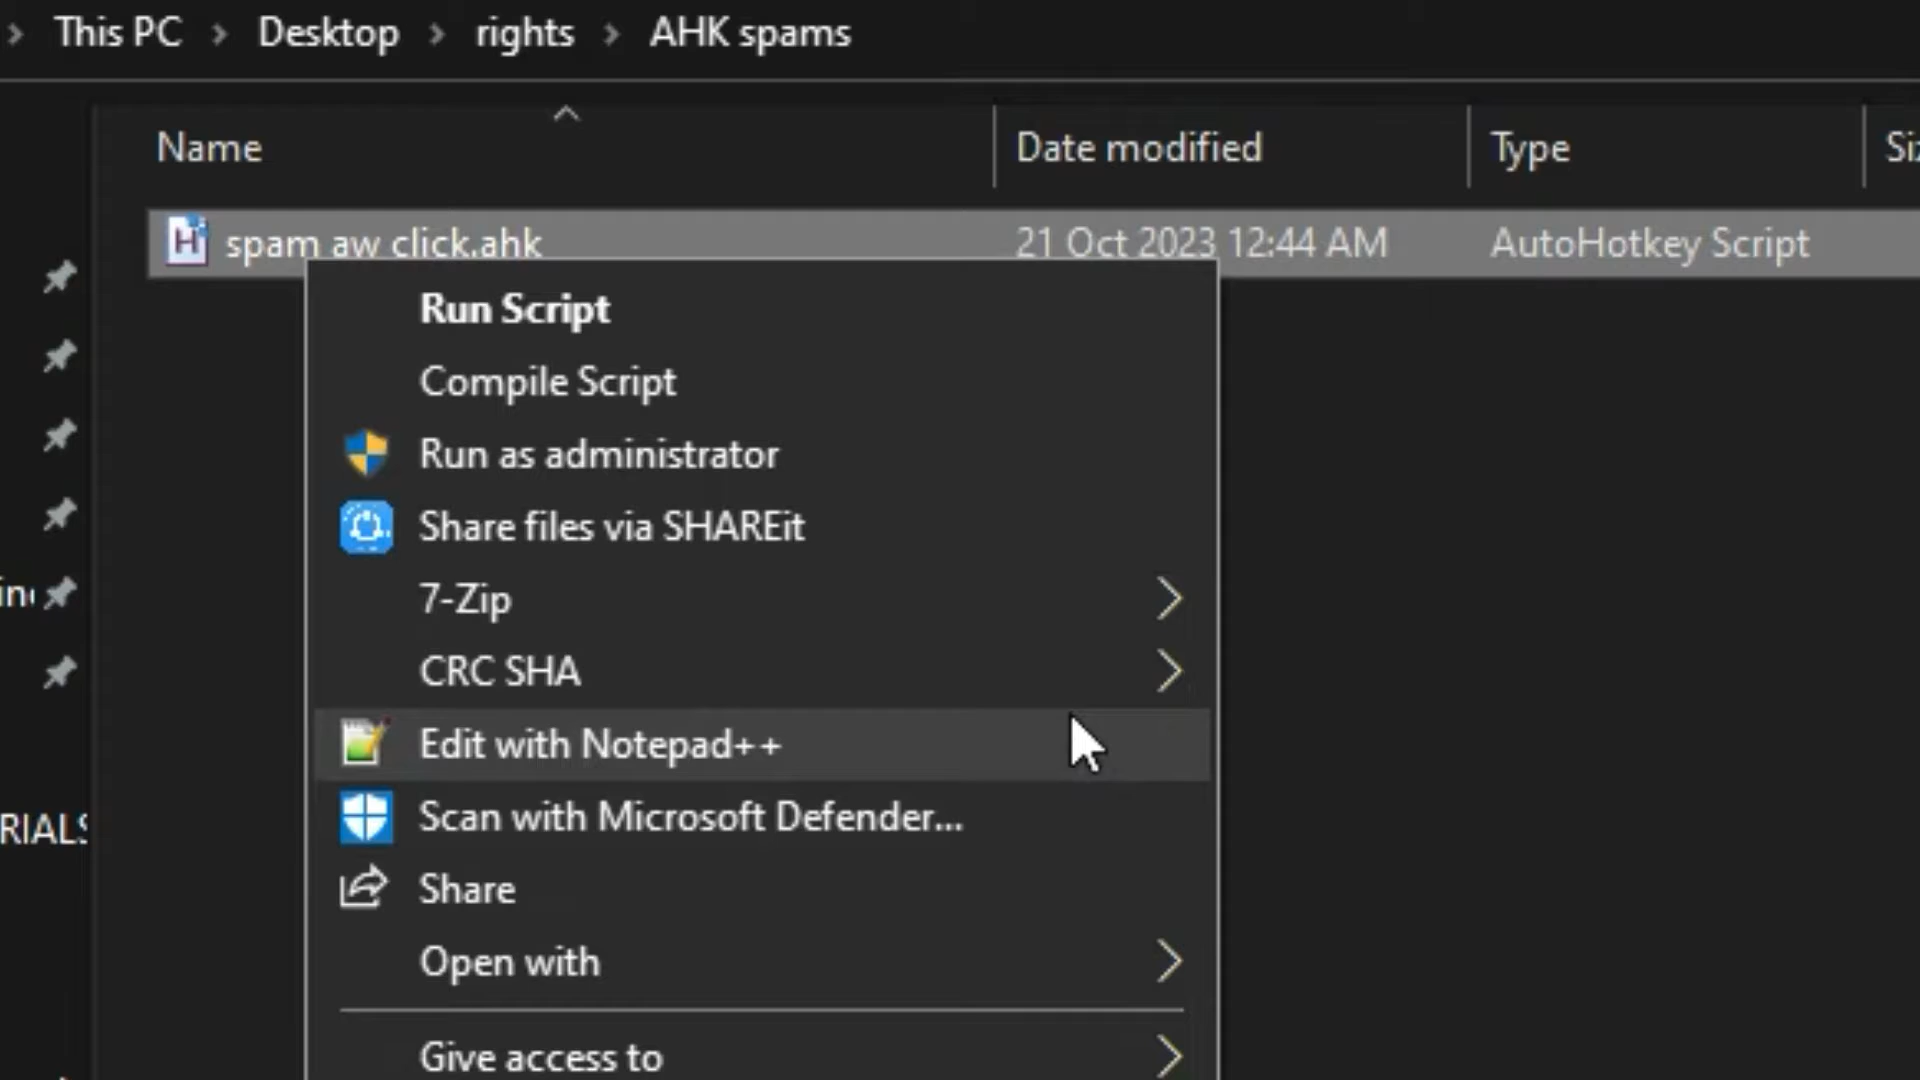 This PC > Desktop > rights > AHK spams
Name Date modified Type
spam aw click.ahk 21 Oct 2023 12:44 AM AutoHotkey Script
Run Script
Compile Script
Run as administrator
Share files via SHAREit
7-Zip
CRC SHA
Edit with Notepad++
Scan with Microsoft Defender...
Share
Open with
Give access to